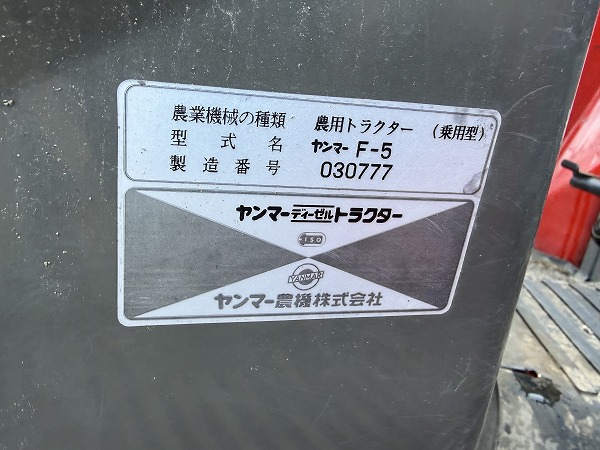 農業機械の種類 農用トラクター (乗用型)
型式名 ヤンマー F-5
製造番号 030777
ヤンマーディーゼルトラクター
ISO
YANMAR
ヤンマー農機株式会社